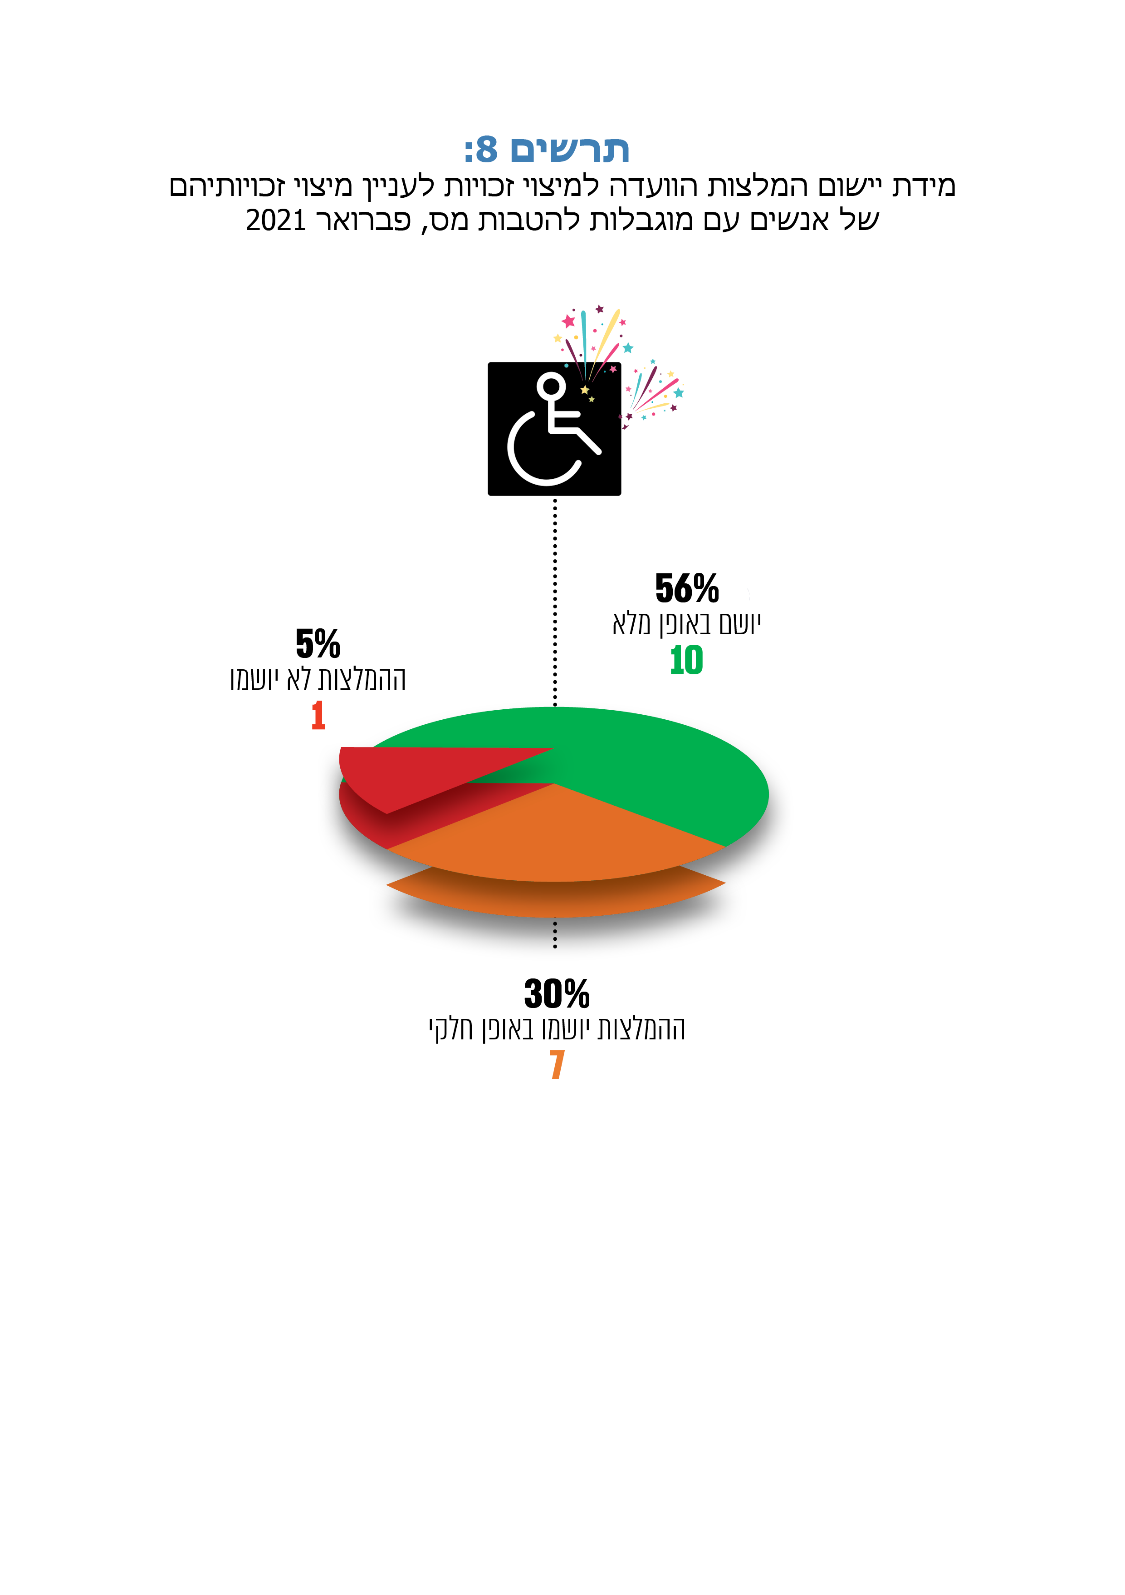 תרשים 8:
מידת יישום המלצות הוועדה למיצוי זכויות לעניין מיצוי זכויותיהם
של אנשים עם מוגבלות להטבות מס, פברואר 2021
56%
יושם באופן מלא
10
5%
ההמלצות לא יושמו
1
30%
ההמלצות יושמו באופן חלקי
7